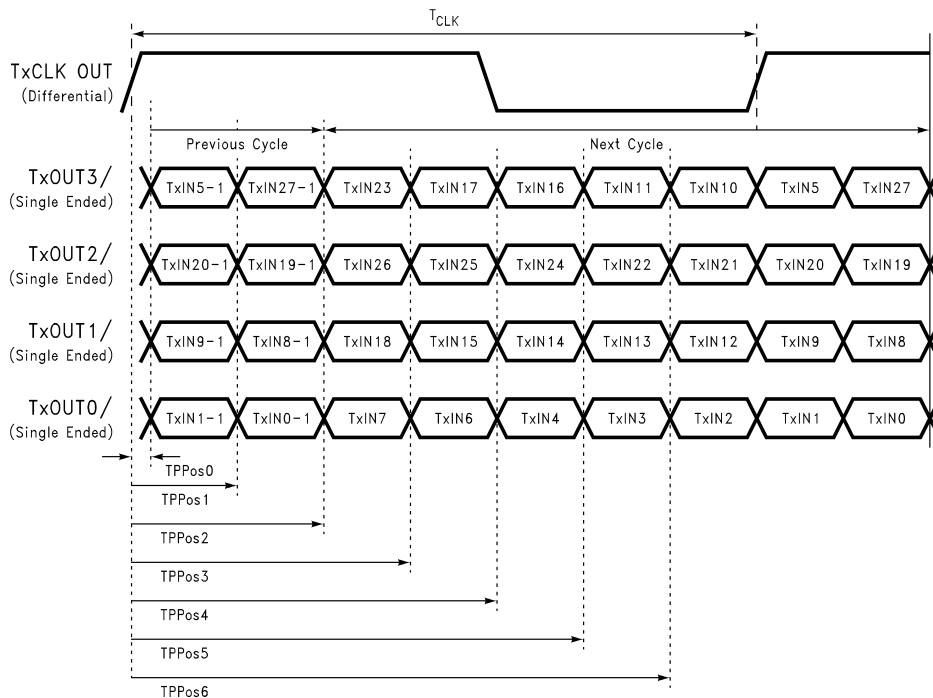 TCLK
TxCLK OUT
(Differential)
Previous Cycle Next Cycle
TxOUT3/
(Single Ended)
TxIN5-1 TxIN27-1 TxIN23 TxIN17 TxIN16 TxIN11 TxIN10 TxIN5 TxIN27
TxOUT2/
(Single Ended)
TxIN20-1 TxIN19-1 TxIN26 TxIN25 TxIN24 TxIN22 TxIN21 TxIN20 TxIN19
TxOUT1/
(Single Ended)
TxIN9-1 TxIN8-1 TxIN18 TxIN15 TxIN14 TxIN13 TxIN12 TxIN9 TxIN8
TxOUT0/
(Single Ended)
TxIN1-1 TxIN0-1 TxIN7 TxIN6 TxIN4 TxIN3 TxIN2 TxIN1 TxIN0
TPPos0
TPPos1
TPPos2
TPPos3
TPPos4
TPPos5
TPPos6